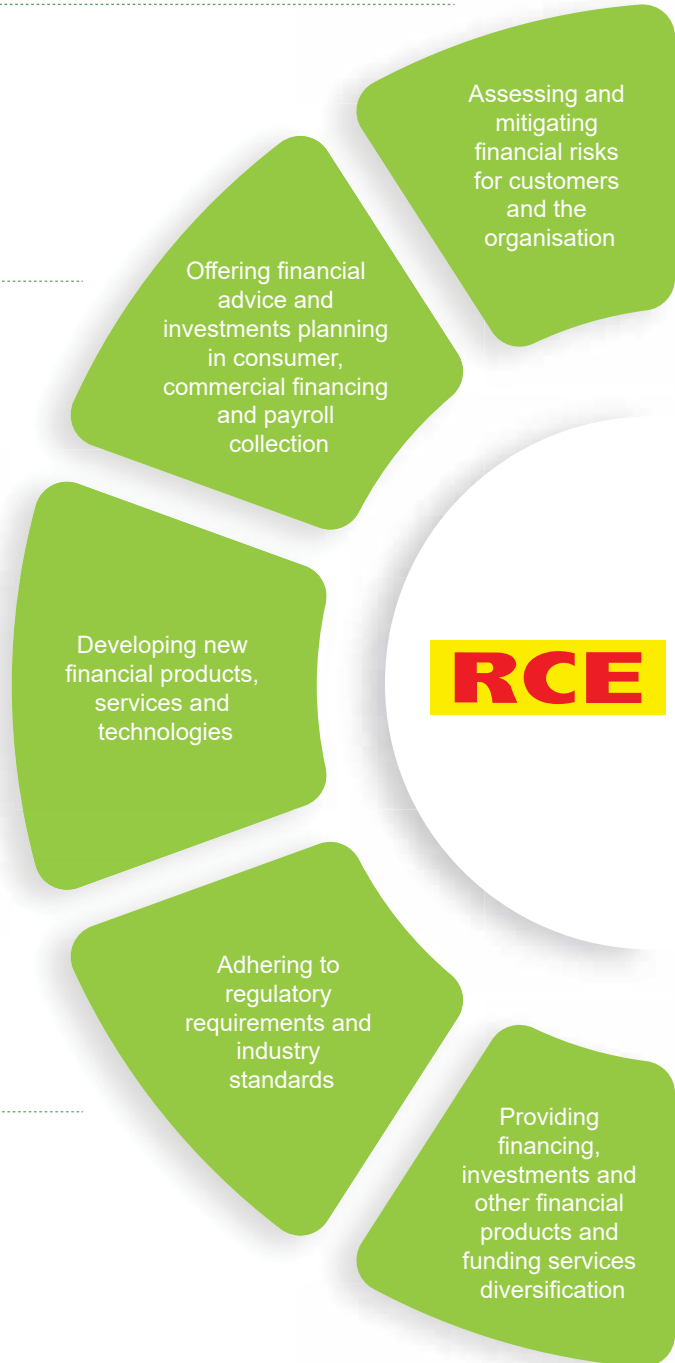 Assessing and
mitigating
financial risks
for customers
and the
organisation
Offering financial
advice and
investments planning
in consumer,
commercial financing
and payroll
collection
Developing new
financial products,
services and
technologies
RCE
Adhering to
regulatory
requirements and
industry
standards
Providing
financing,
investments and
other financial
products and
funding services
diversification